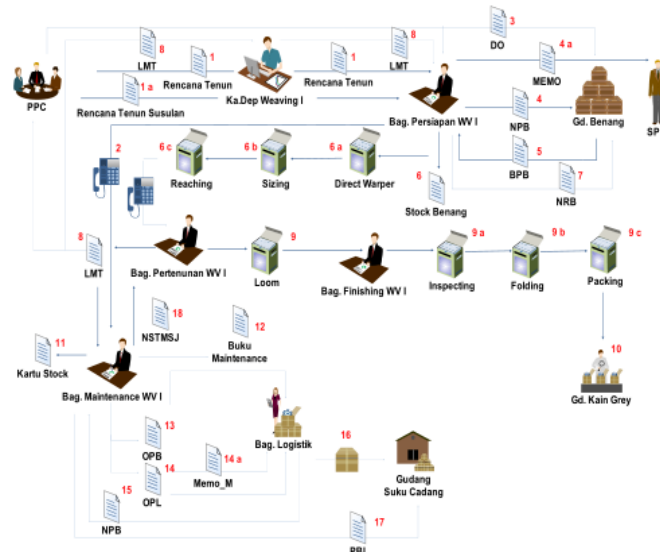 3
DO
8
LMT
1
Rencana Tenun
1
Rencana Tenun
8
LMT
4 a
MEMO
PPC
1 a
Rencana Tenun Susulan
Ka.Dep Weaving I
Bag. Persiapan WV I
4
NPB
Gd. Benang
2
6 c
Reaching
6 b
Sizing
6 a
Direct Warper
5
BPB
6
Stock Benang
7
NRB
8
LMT
Bag. Pertenunan WV I
9
Loom
Bag. Finishing WV I
9 a
Inspecting
9 b
Folding
9 c
Packing
18
NSTMSJ
12
Buku
Maintenance
11
Kartu Stock
Bag. Maintenance WV I
10
Gd. Kain Grey
13
OPB
14
OPL
14 a
Memo_M
Bag. Logistik
16
Gudang
Suku Cadang
15
NPB
17